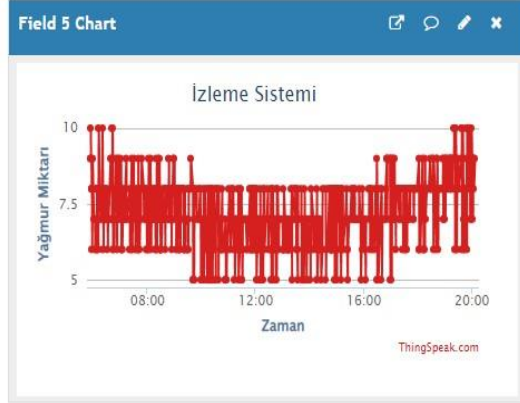 Field 5 Chart
İzleme Sistemi
Yağmur Miktarı
10
7.5
5
08:00 12:00 16:00 20:00
Zaman
ThingSpeak.com